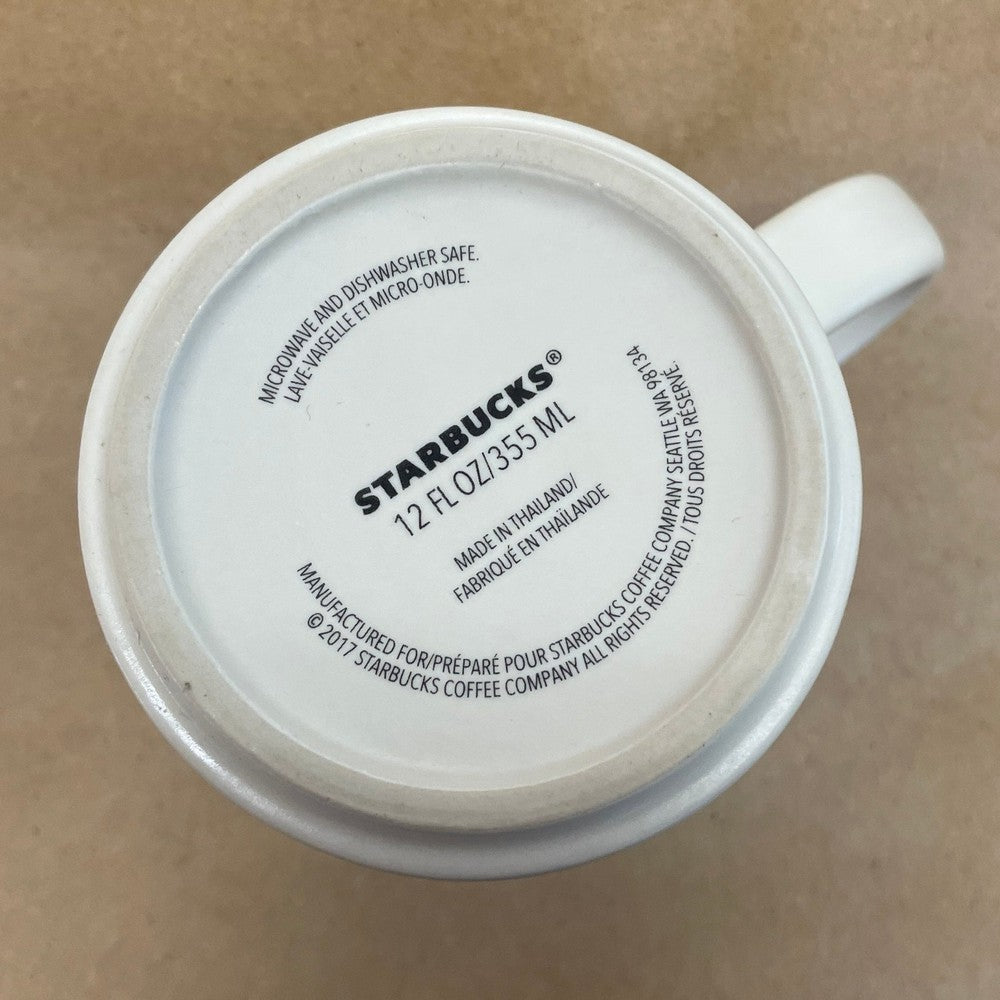 MICROWAVE AND DISHWASHER SAFE.
LAVE-VAISELLE ET MICRO-ONDE.
STARBUCKS®
12 FL OZ/355 ML
MADE IN THAILAND/
FABRIQUÉ EN THAÏLANDE
MANUFACTURED FOR/PRÉPARÉ POUR STARBUCKS COFFEE COMPANY SEATTLE WA 98134
© 2017 STARBUCKS COFFEE COMPANY ALL RIGHTS RESERVED. / TOUS DROITS RÉSERVÉ.